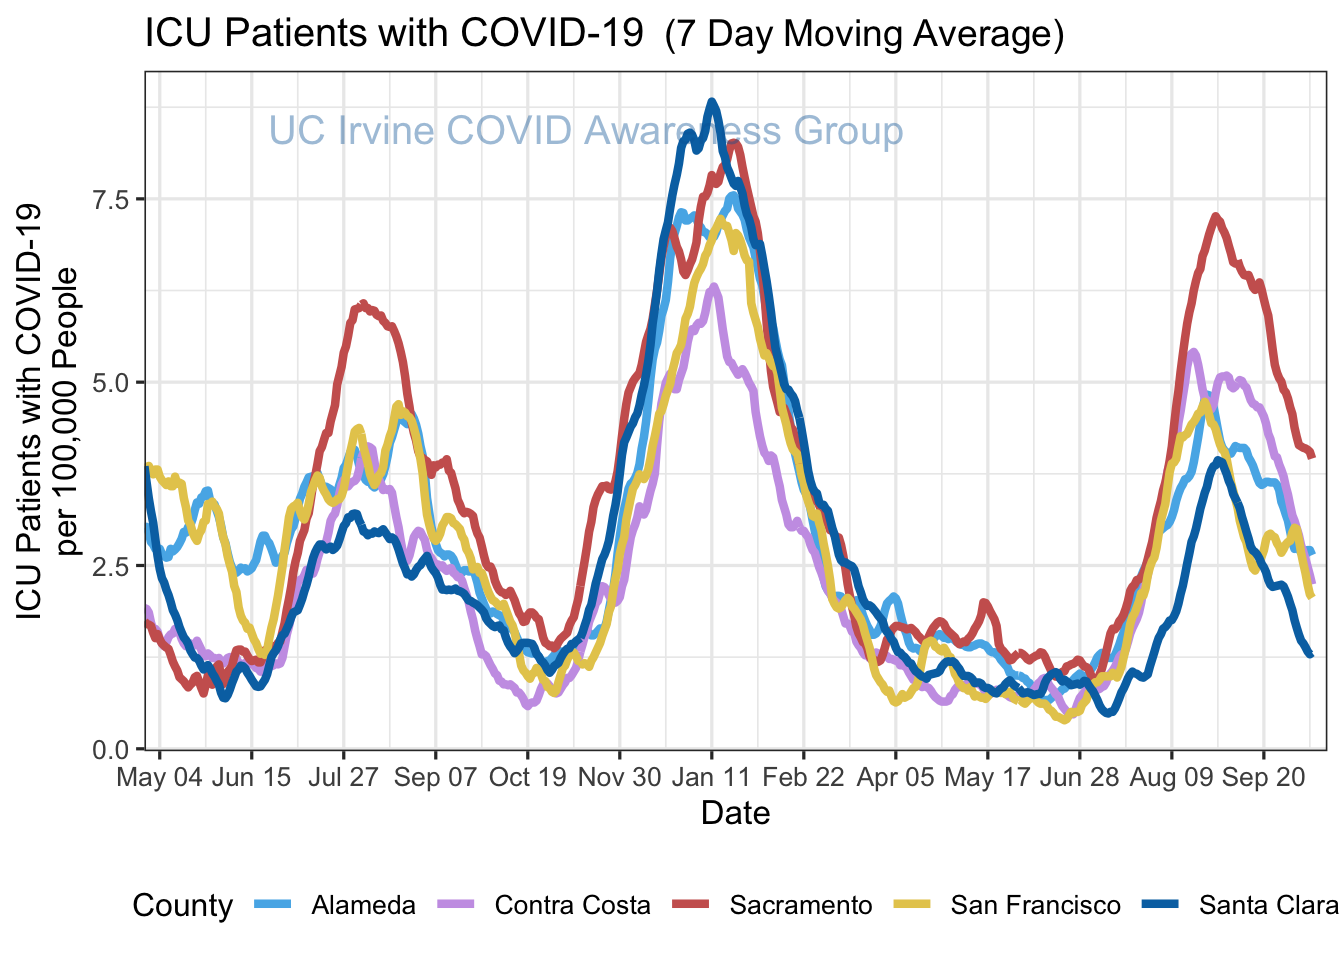 ICU Patients with COVID-19 (7 Day Moving Average)
UC Irvine COVID Awareness Group
ICU Patients with COVID-19
per 100,000 People
7.5
5.0
2.5
0.0
May 04 Jun 15 Jul 27 Sep 07 Oct 19 Nov 30 Jan 11 Feb 22 Apr 05 May 17 Jun 28 Aug 09 Sep 20
Date
County Alameda Contra Costa Sacramento San Francisco Santa Clara